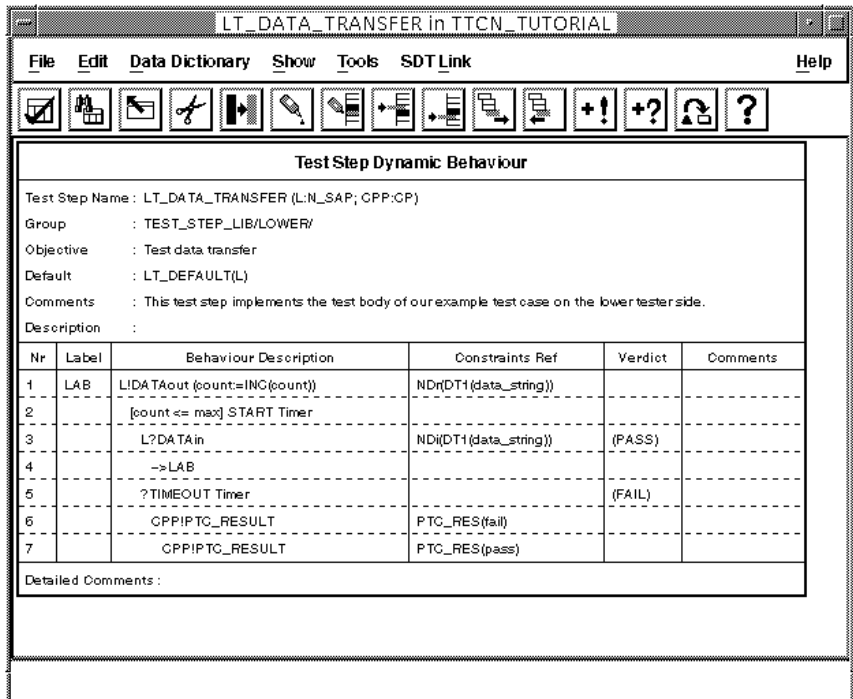 LT_DATA_TRANSFER in TTCN_TUTORIAL
File Edit Data Dictionary Show Tools SDT Link Help
+! +? ?
Test Step Dynamic Behaviour
Test Step Name : LT_DATA_TRANSFER (L:N_SAP; CPP:CP)
Group : TEST_STEP_LIB/LOWER/
Objective : Test data transfer
Default : LT_DEFAULT(L)
Comments : This test step implements the test body of our example test case on the lower tester side.
Description :
Nr Label Behaviour Description Constraints Ref Verdict Comments
1 LAB L!DATAout (count:=INC(count)) NDr(DT1(data_string))
2 [count <= max] START Timer
3 L?DATAin NDi(DT1(data_string)) (PASS)
4 ->LAB
5 ?TIMEOUT Timer (FAIL)
6 CPP!PTC_RESULT PTC_RES(fail)
7 CPP!PTC_RESULT PTC_RES(pass)
Detailed Comments :